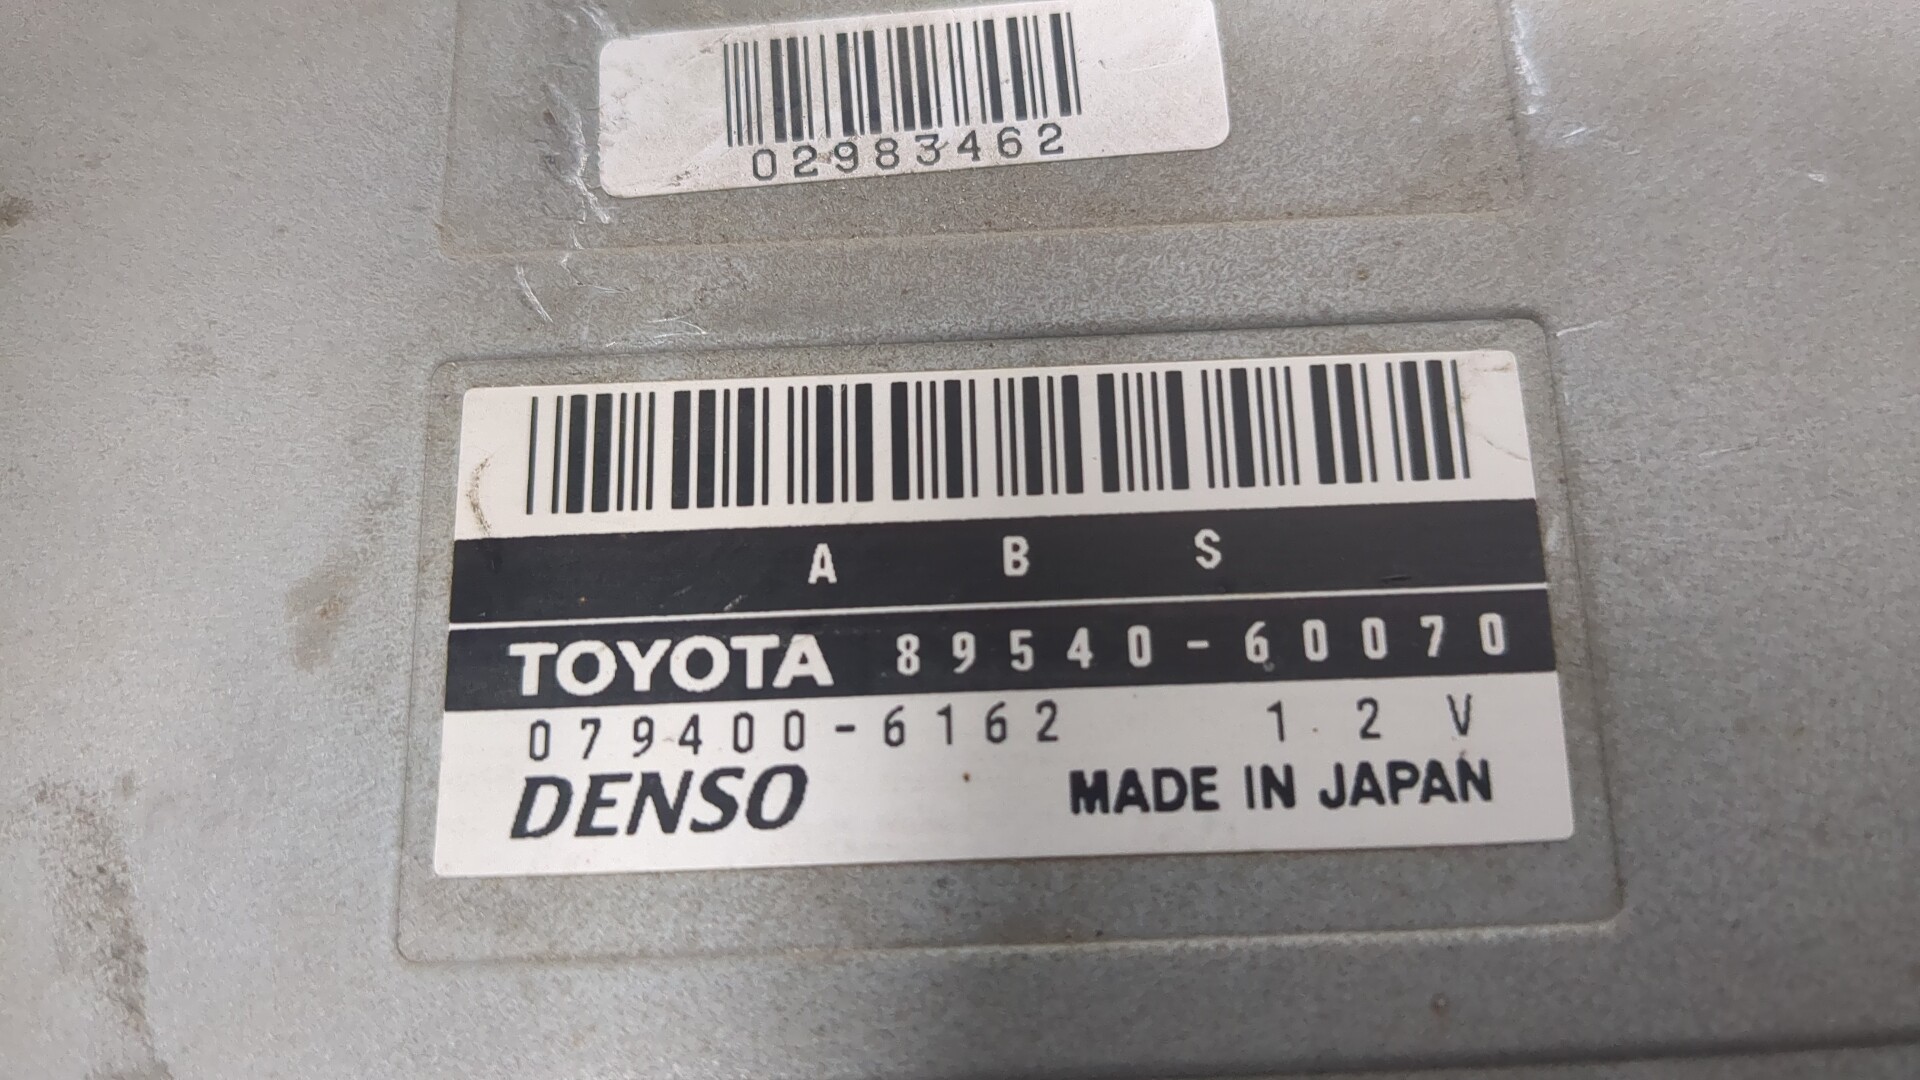 02983462
A B S
TOYOTA 89540-60070
079400-6162 12V
DENSO MADE IN JAPAN